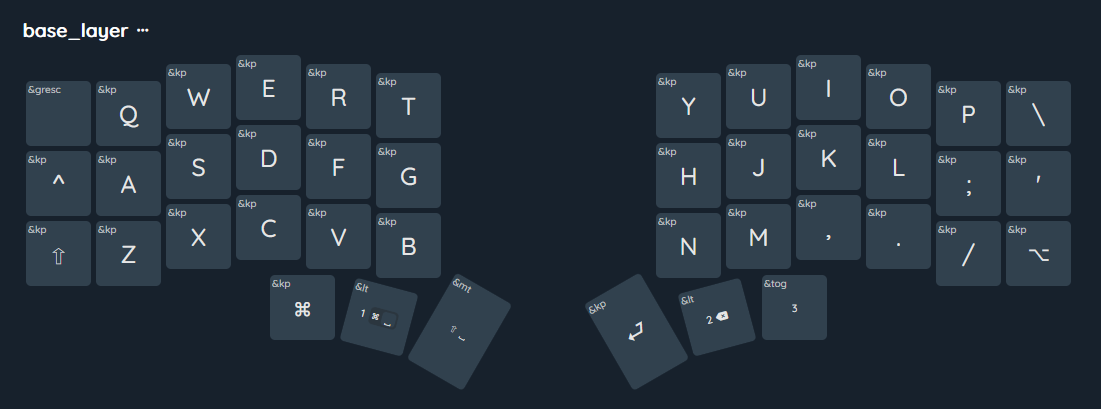 base_layer ···
&gresc &kp Q &kp W &kp E &kp R &kp T &kp Y &kp U &kp I &kp O &kp P &kp \
&kp ^ &kp A &kp S &kp D &kp F &kp G &kp H &kp J &kp K &kp L &kp ; &kp '
&kp ⇧ &kp Z &kp X &kp C &kp V &kp B &kp N &kp M &kp , &kp . &kp / &kp ⌥
&kp ⌘ &lt 1 ⌘ ⎵ &mt ⇧ ⎵ &kp ⏎ &lt 2 ⌫ &tog 3